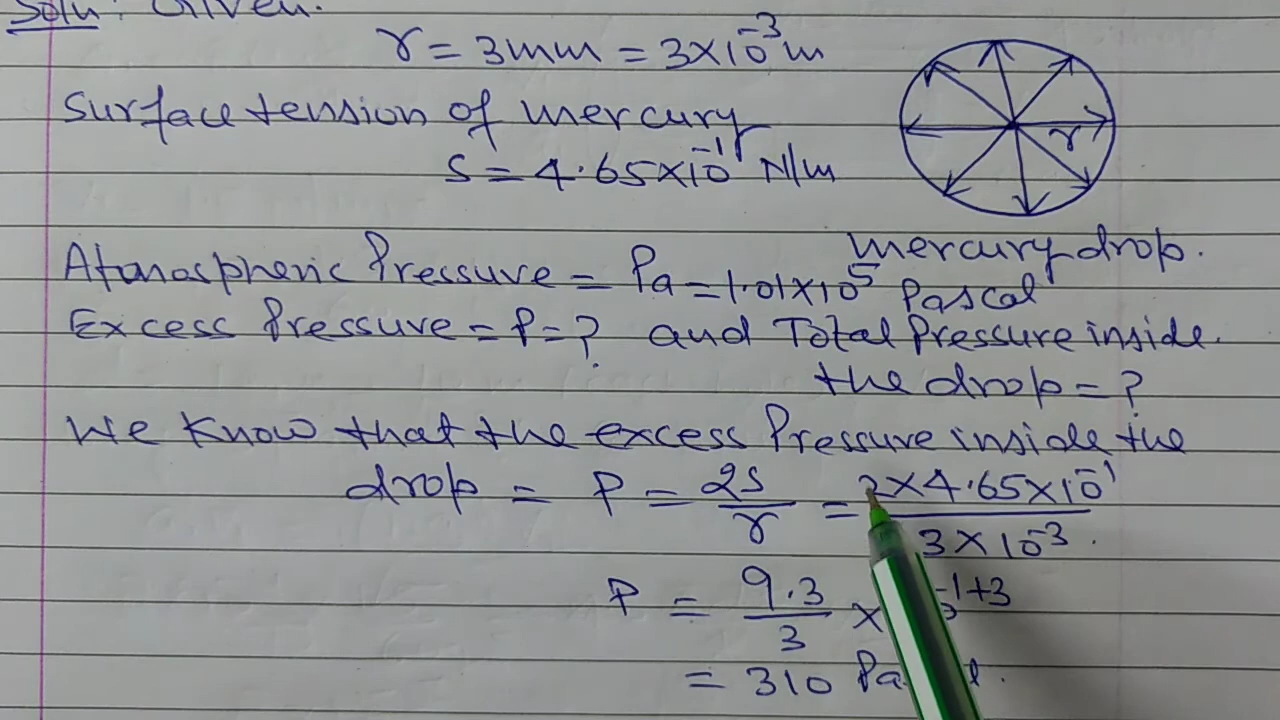 Soln: Given.
r = 3mm = 3×10⁻³m
Surface tension of mercury
r
S = 4.65×10⁻¹ N/m
mercury drop.
Atmospheric Pressure = Pa = 1.01×10⁵ Pascal
Excess Pressure = P = ? and Total Pressure inside.
the drop = ?
We know that the excess Pressure inside the
drop = P = 2S/r = 2×4.65×10⁻¹/3×10⁻³.
P = 9.3/3 ×
⁻¹⁺³
= 310